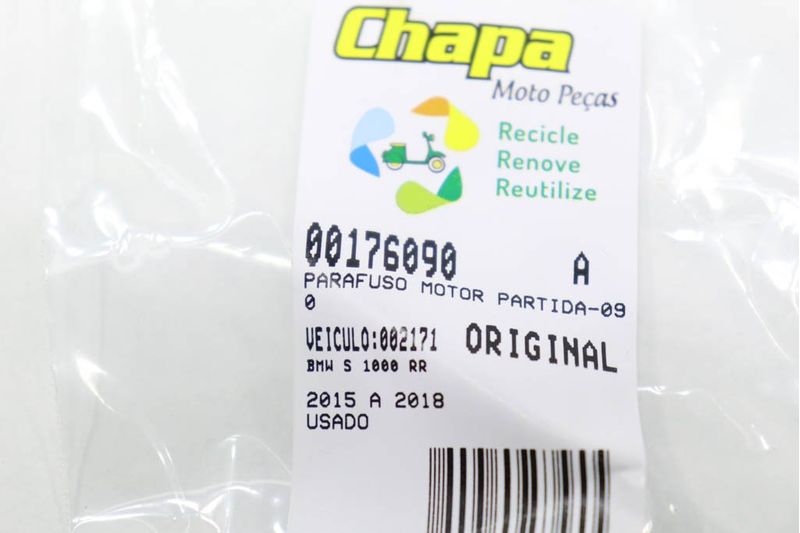 Chapa
Moto Peças
Recicle
Renove
Reutilize
00176090 A
PARAFUSO MOTOR PARTIDA-09
0
VEICULO:002171 ORIGINAL
BMW S 1000 RR
2015 A 2018
USADO